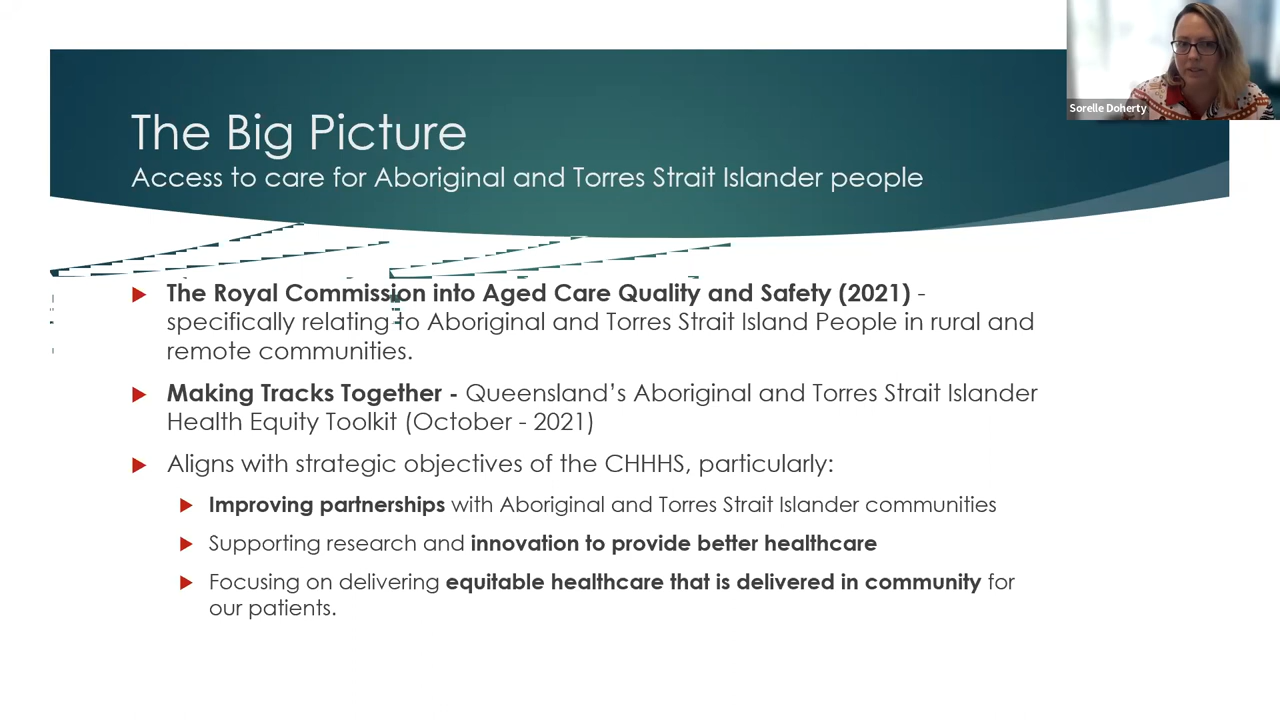 Sorelle Doherty
The Big Picture
Access to care for Aboriginal and Torres Strait Islander people
The Royal Commission into Aged Care Quality and Safety (2021) -
specifically relating to Aboriginal and Torres Strait Island People in rural and
remote communities.
Making Tracks Together - Queensland’s Aboriginal and Torres Strait Islander
Health Equity Toolkit (October - 2021)
Aligns with strategic objectives of the CHHHS, particularly:
Improving partnerships with Aboriginal and Torres Strait Islander communities
Supporting research and innovation to provide better healthcare
Focusing on delivering equitable healthcare that is delivered in community for
our patients.